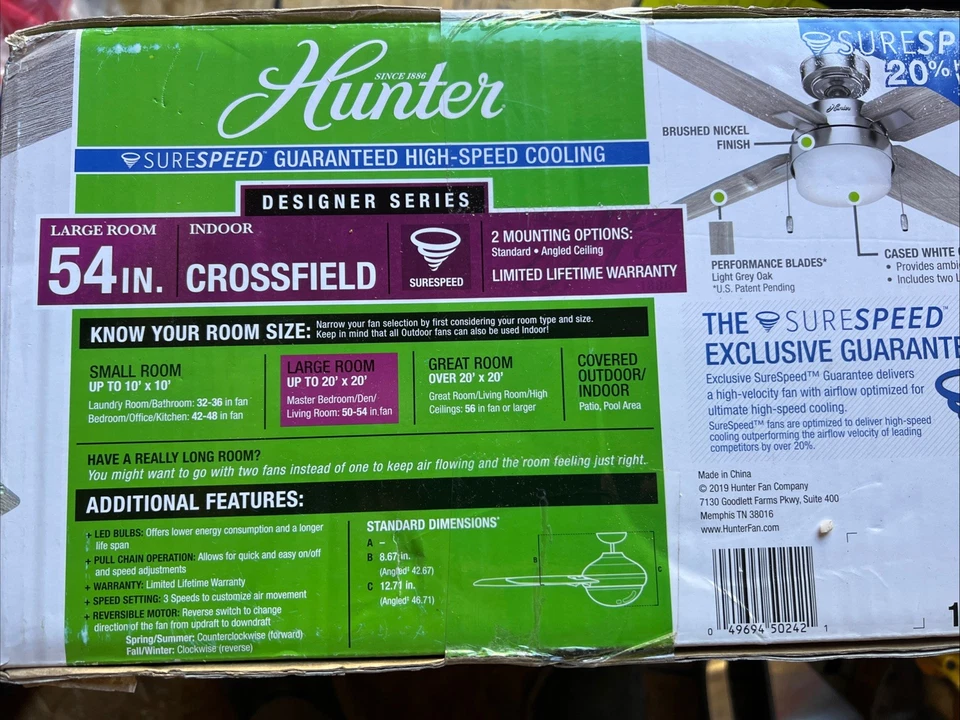 Hunter
SINCE 1886
SURESPEED™ GUARANTEED HIGH-SPEED COOLING
DESIGNER SERIES
LARGE ROOM
54 IN.
INDOOR
CROSSFIELD
SURESPEED
2 MOUNTING OPTIONS:
Standard • Angled Ceiling
LIMITED LIFETIME WARRANTY
KNOW YOUR ROOM SIZE:
Narrow your fan selection by first considering your room type and size.
Keep in mind that all Outdoor fans can also be used Indoor!
SMALL ROOM
UP TO 10' x 10'
Laundry Room/Bathroom: 32-36 in fan
Bedroom/Office/Kitchen: 42-48 in fan
LARGE ROOM
UP TO 20' x 20'
Master Bedroom/Den/
Living Room: 50-54 in.fan
GREAT ROOM
OVER 20' x 20'
Great Room/Living Room/High
Ceilings: 56 in fan or larger
COVERED
OUTDOOR/
INDOOR
Patio, Pool Area
HAVE A REALLY LONG ROOM?
You might want to go with two fans instead of one to keep air flowing and the room feeling just right.
ADDITIONAL FEATURES:
+ LED BULBS: Offers lower energy consumption and a longer
life span
+ PULL CHAIN OPERATION: Allows for quick and easy on/off
and speed adjustments
+ WARRANTY: Limited Lifetime Warranty
+ SPEED SETTING: 3 Speeds to customize air movement
+ REVERSIBLE MOTOR: Reverse switch to change
direction of the fan from updraft to downdraft
Spring/Summer: Counterclockwise (forward)
Fall/Winter: Clockwise (reverse)
STANDARD DIMENSIONS*
A –
B 8.67 in.
(Angled‡ 42.67)
C 12.71 in.
(Angled‡ 46.71)
B
C
SURESP
20%
Hunter
BRUSHED NICKEL
FINISH
PERFORMANCE BLADES*
Light Grey Oak
*U.S. Patent Pending
CASED WHITE
• Provides ambi
• Includes two L
THE SURESPEED™
EXCLUSIVE GUARANTE
Exclusive SureSpeed™ Guarantee delivers
a high-velocity fan with airflow optimized for
ultimate high-speed cooling.
SureSpeed™ fans are optimized to deliver high-speed
cooling outperforming the airflow velocity of leading
competitors by over 20%.
Made in China
© 2019 Hunter Fan Company
7130 Goodlett Farms Pkwy, Suite 400
Memphis TN 38016
www.HunterFan.com
0 49694 50242 1